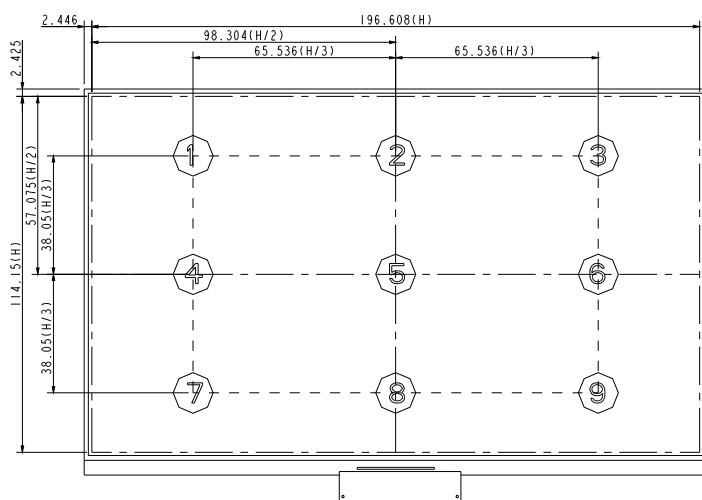 2.446
196.608(H)
98.304(H/2)
65.536(H/3)
65.536(H/3)
2.425
114.15(H)
57.075(H/2)
38.05(H/3)
38.05(H/3)
1
2
3
4
5
6
7
8
9